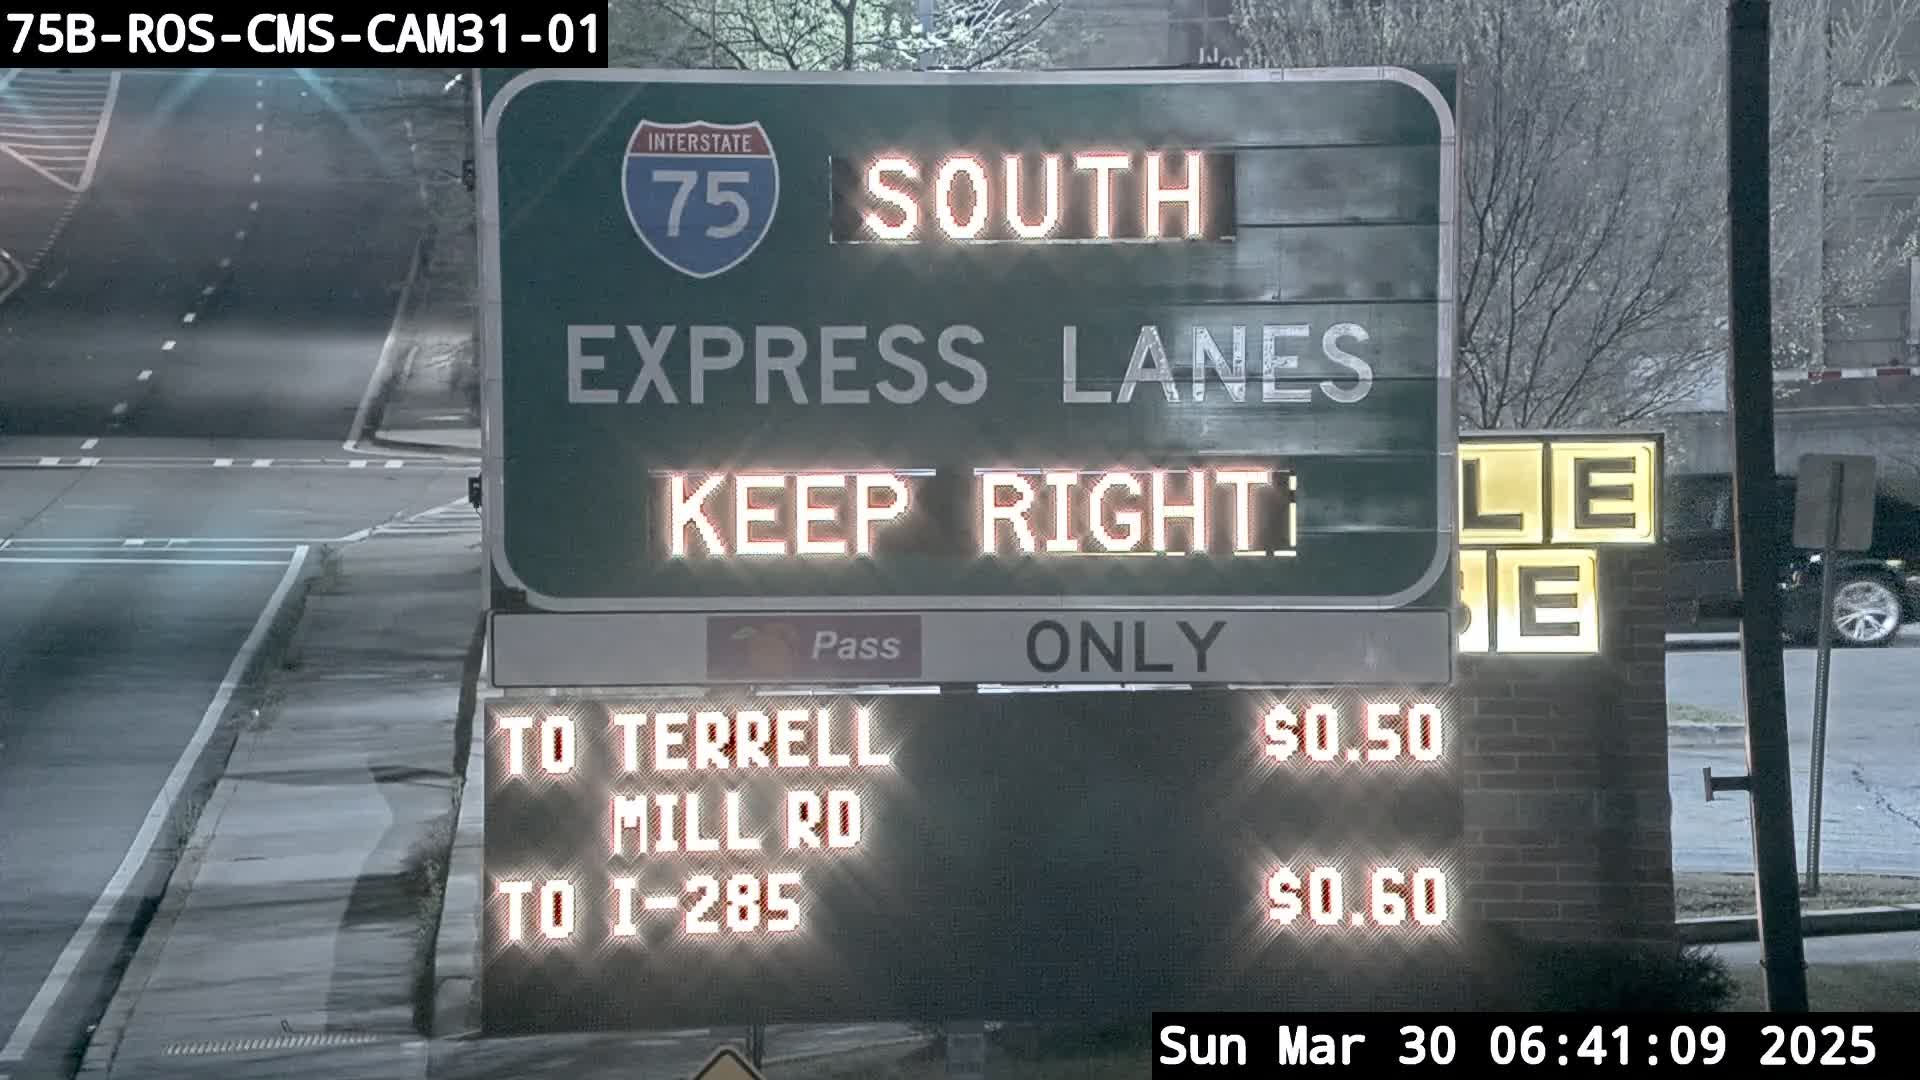 75B-ROS-CMS-CAM31-01
INTERSTATE
75
SOUTH
EXPRESS LANES
KEEP RIGHT
LE
E
Pass ONLY
TO TERRELL $0.50
MILL RD
TO I-285 $0.60
Sun Mar 30 06:41:09 2025